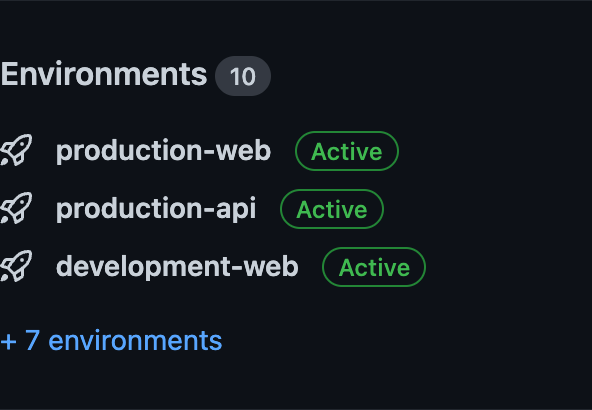 Environments 10
production-web Active
production-api Active
development-web Active
+ 7 environments